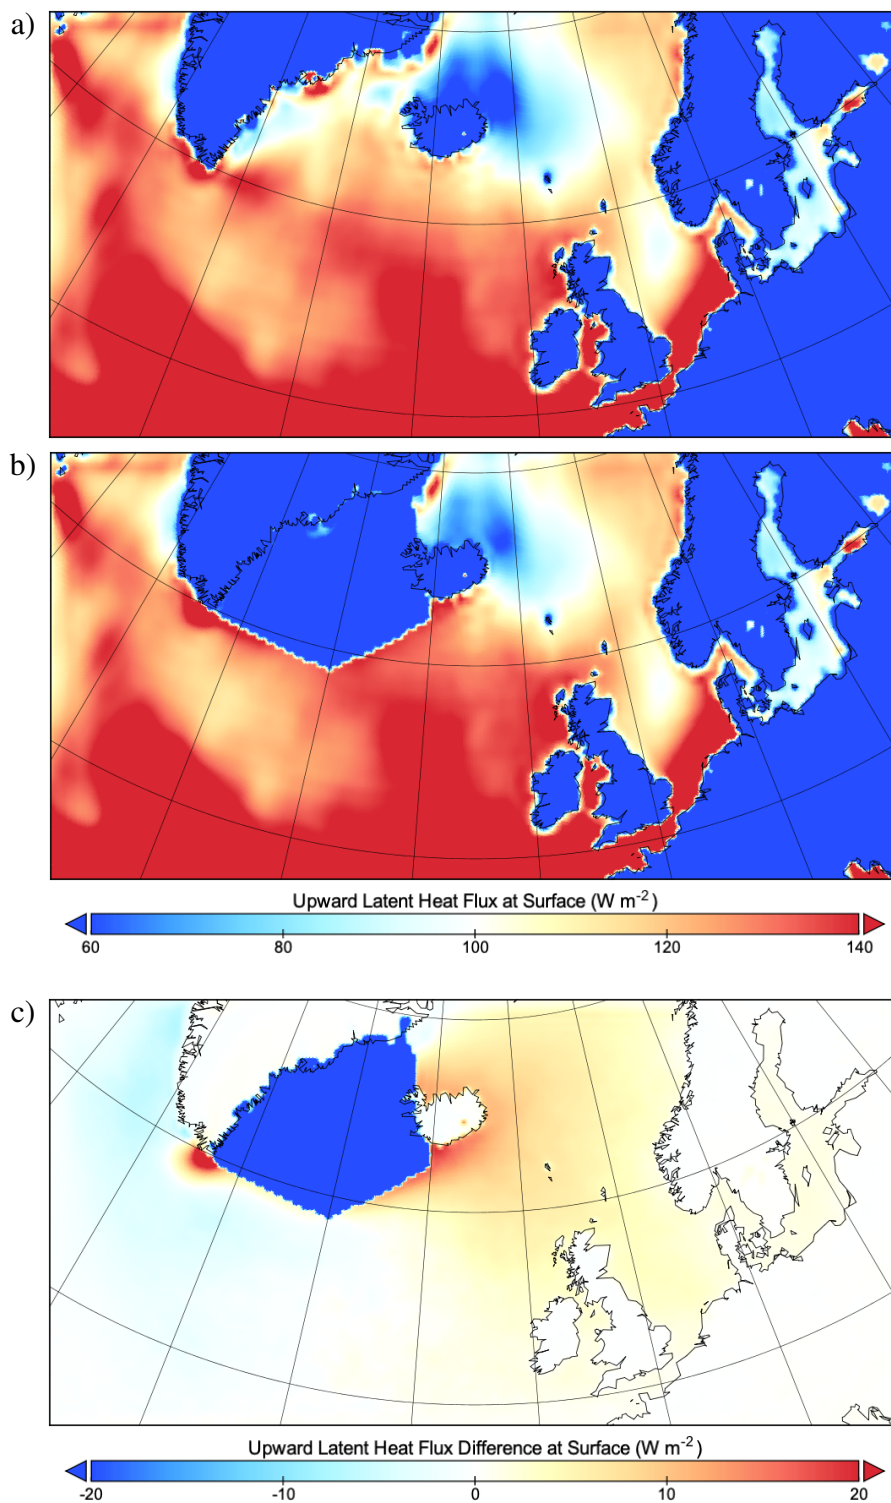 a)
b)
Upward Latent Heat Flux at Surface (W m⁻²)
60 80 100 120 140
c)
Upward Latent Heat Flux Difference at Surface (W m⁻²)
-20 -10 0 10 20